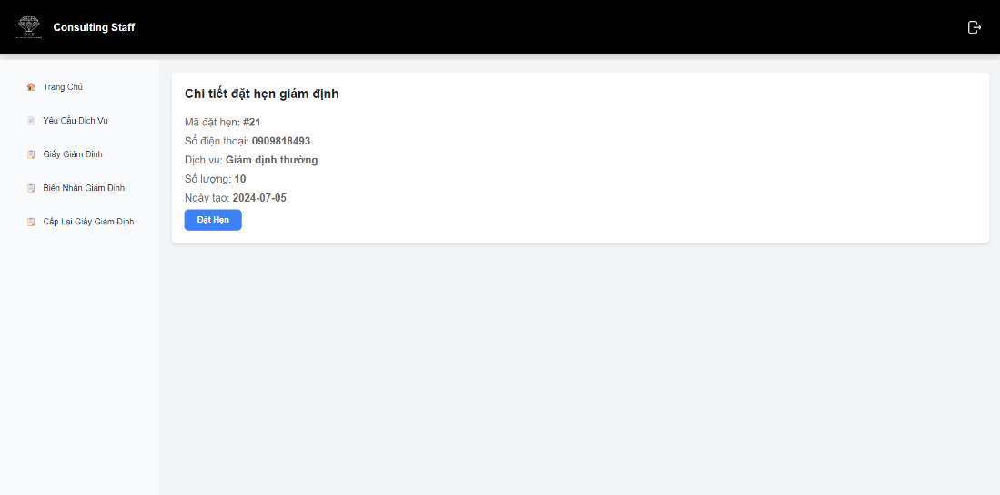 DAS
Consulting Staff
Trang Chủ
Yêu Cầu Dịch Vụ
Giấy Giám Định
Biên Nhận Giám Định
Cấp Lại Giấy Giám Định
Chi tiết đặt hẹn giám định
Mã đặt hẹn: #21
Số điện thoại: 0909818493
Dịch vụ: Giám định thường
Số lượng: 10
Ngày tạo: 2024-07-05
Đặt Hẹn